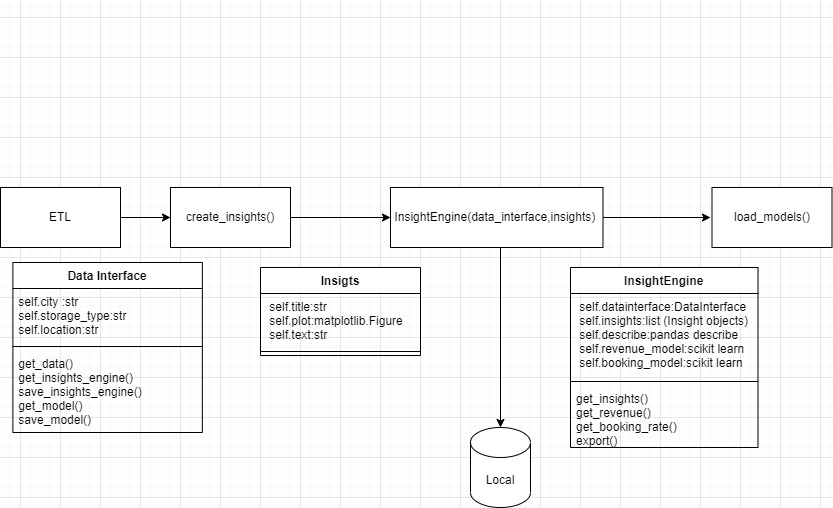 ETL
create_insights()
InsightEngine(data_interface,insights)
load_models()
Data Interface
self.city :str
self.storage_type:str
self.location:str
get_data()
get_insights_engine()
save_insights_engine()
get_model()
save_model()
Insigts
self.title:str
self.plot:matplotlib.Figure
self.text:str
InsightEngine
self.datainterface:DataInterface
self.insights:list (Insight objects)
self.describe:pandas describe
self.revenue_model:scikit learn
self.booking_model:scikit learn
get_insights()
get_revenue()
get_booking_rate()
export()
Local